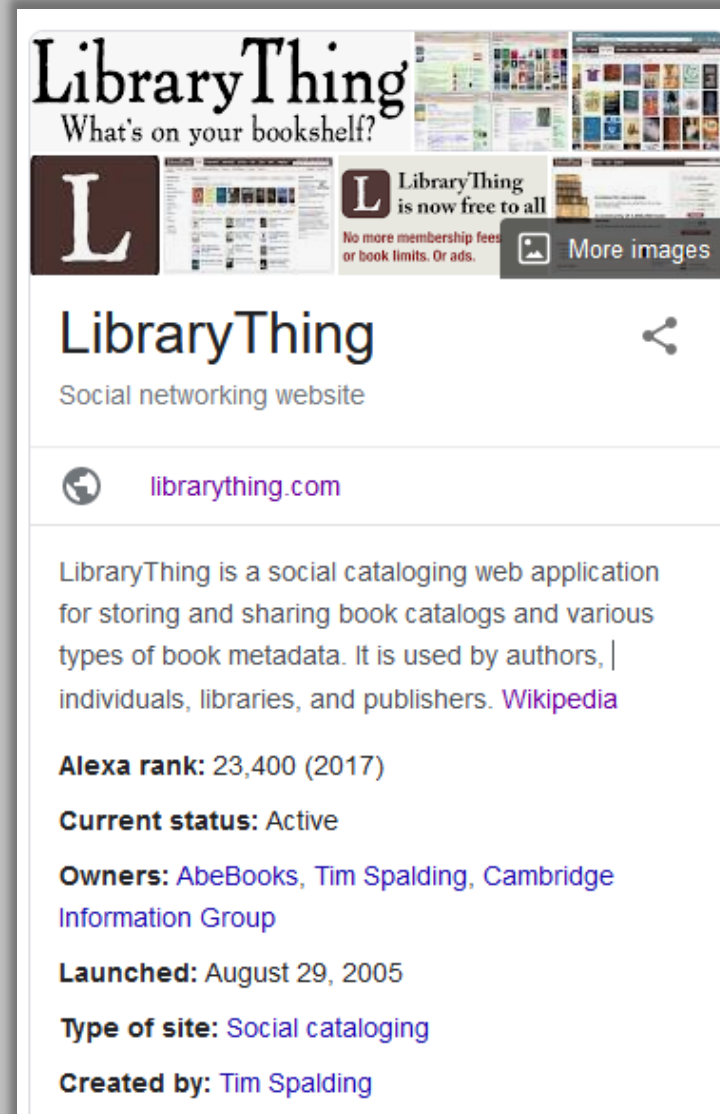 LibraryThing
What's on your bookshelf?
L
L
LibraryThing
is now free to all
No more membership fees
or book limits. Or ads.
More images
LibraryThing
Social networking website
librarything.com
LibraryThing is a social cataloging web application
for storing and sharing book catalogs and various
types of book metadata. It is used by authors,
individuals, libraries, and publishers. Wikipedia
Alexa rank: 23,400 (2017)
Current status: Active
Owners: AbeBooks, Tim Spalding, Cambridge
Information Group
Launched: August 29, 2005
Type of site: Social cataloging
Created by: Tim Spalding